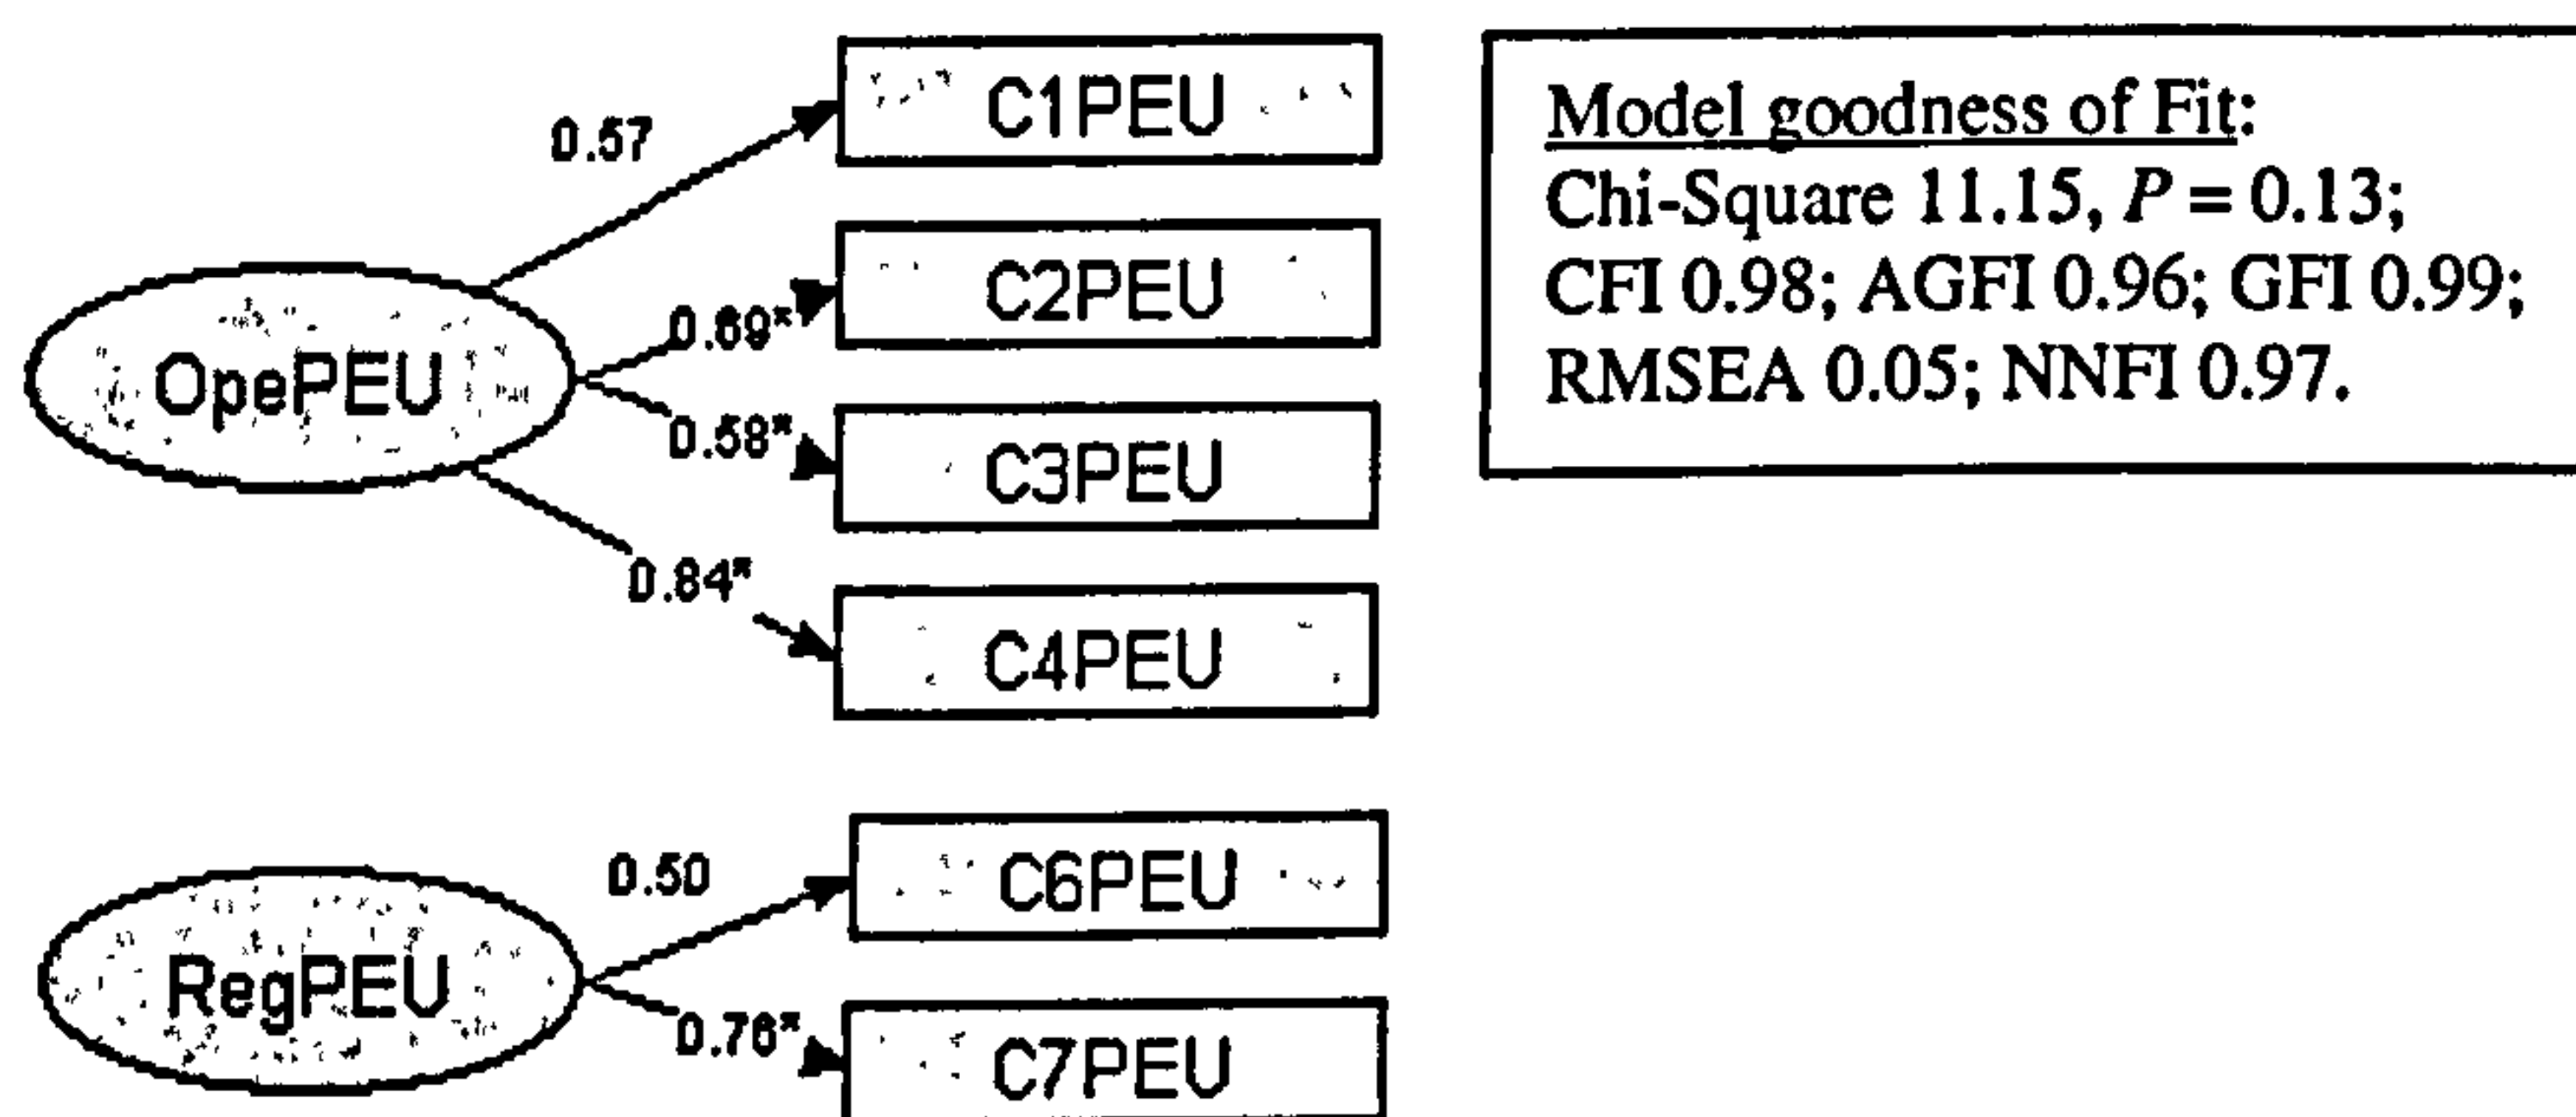 C1PEU
0.57
C2PEU
0.69*
OpePEU
0.58*
C3PEU
0.84*
C4PEU
Model goodness of Fit:
Chi-Square 11.15, P = 0.13;
CFI 0.98; AGFI 0.96; GFI 0.99;
RMSEA 0.05; NNFI 0.97.
0.50
C6PEU
RegPEU
0.76*
C7PEU